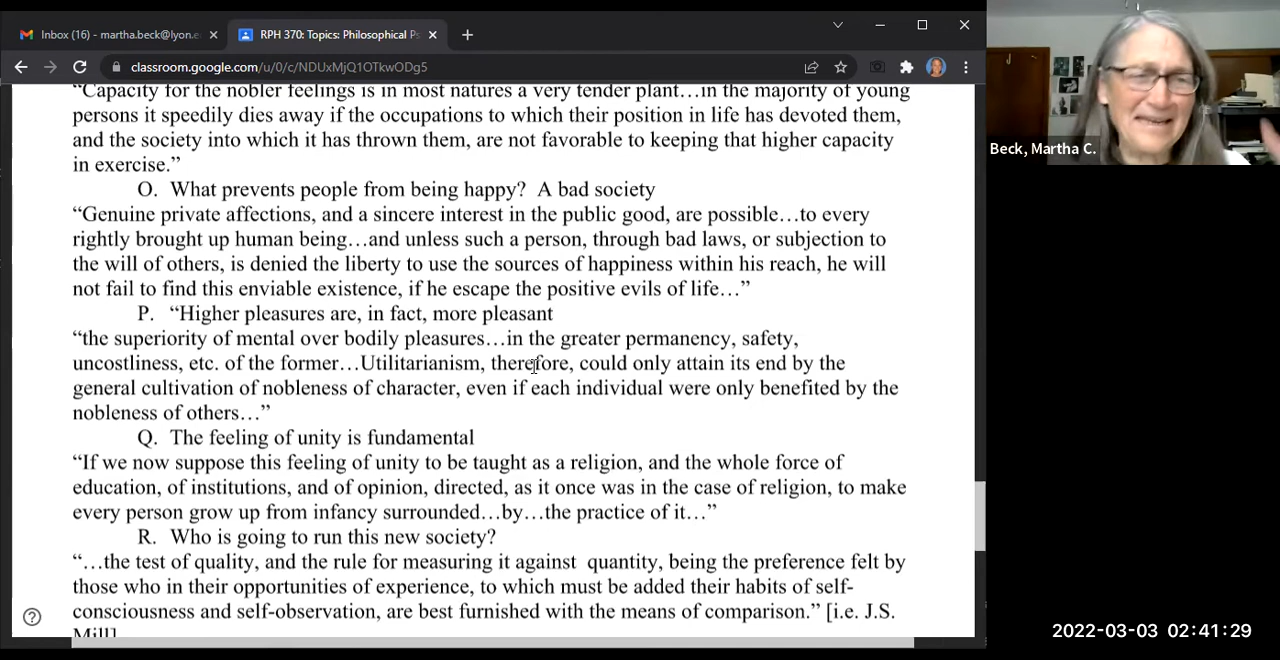 Inbox (16) - martha.beck@lyon.e
RPH 370: Topics: Philosophical Ps
classroom.google.com/u/0/c/NDUxMjQ1OTkwODg5
“Capacity for the nobler feelings is in most natures a very tender plant…in the majority of young
persons it speedily dies away if the occupations to which their position in life has devoted them,
and the society into which it has thrown them, are not favorable to keeping that higher capacity
in exercise.”
O. What prevents people from being happy? A bad society
“Genuine private affections, and a sincere interest in the public good, are possible…to every
rightly brought up human being…and unless such a person, through bad laws, or subjection to
the will of others, is denied the liberty to use the sources of happiness within his reach, he will
not fail to find this enviable existence, if he escape the positive evils of life…”
P. “Higher pleasures are, in fact, more pleasant
“the superiority of mental over bodily pleasures…in the greater permanency, safety,
uncostliness, etc. of the former…Utilitarianism, therefore, could only attain its end by the
general cultivation of nobleness of character, even if each individual were only benefited by the
nobleness of others…”
Q. The feeling of unity is fundamental
“If we now suppose this feeling of unity to be taught as a religion, and the whole force of
education, of institutions, and of opinion, directed, as it once was in the case of religion, to make
every person grow up from infancy surrounded…by…the practice of it…”
R. Who is going to run this new society?
“…the test of quality, and the rule for measuring it against quantity, being the preference felt by
those who in their opportunities of experience, to which must be added their habits of self-
consciousness and self-observation, are best furnished with the means of comparison.” [i.e. J.S.
Mill]
Beck, Martha C.
2022-03-03 02:41:29